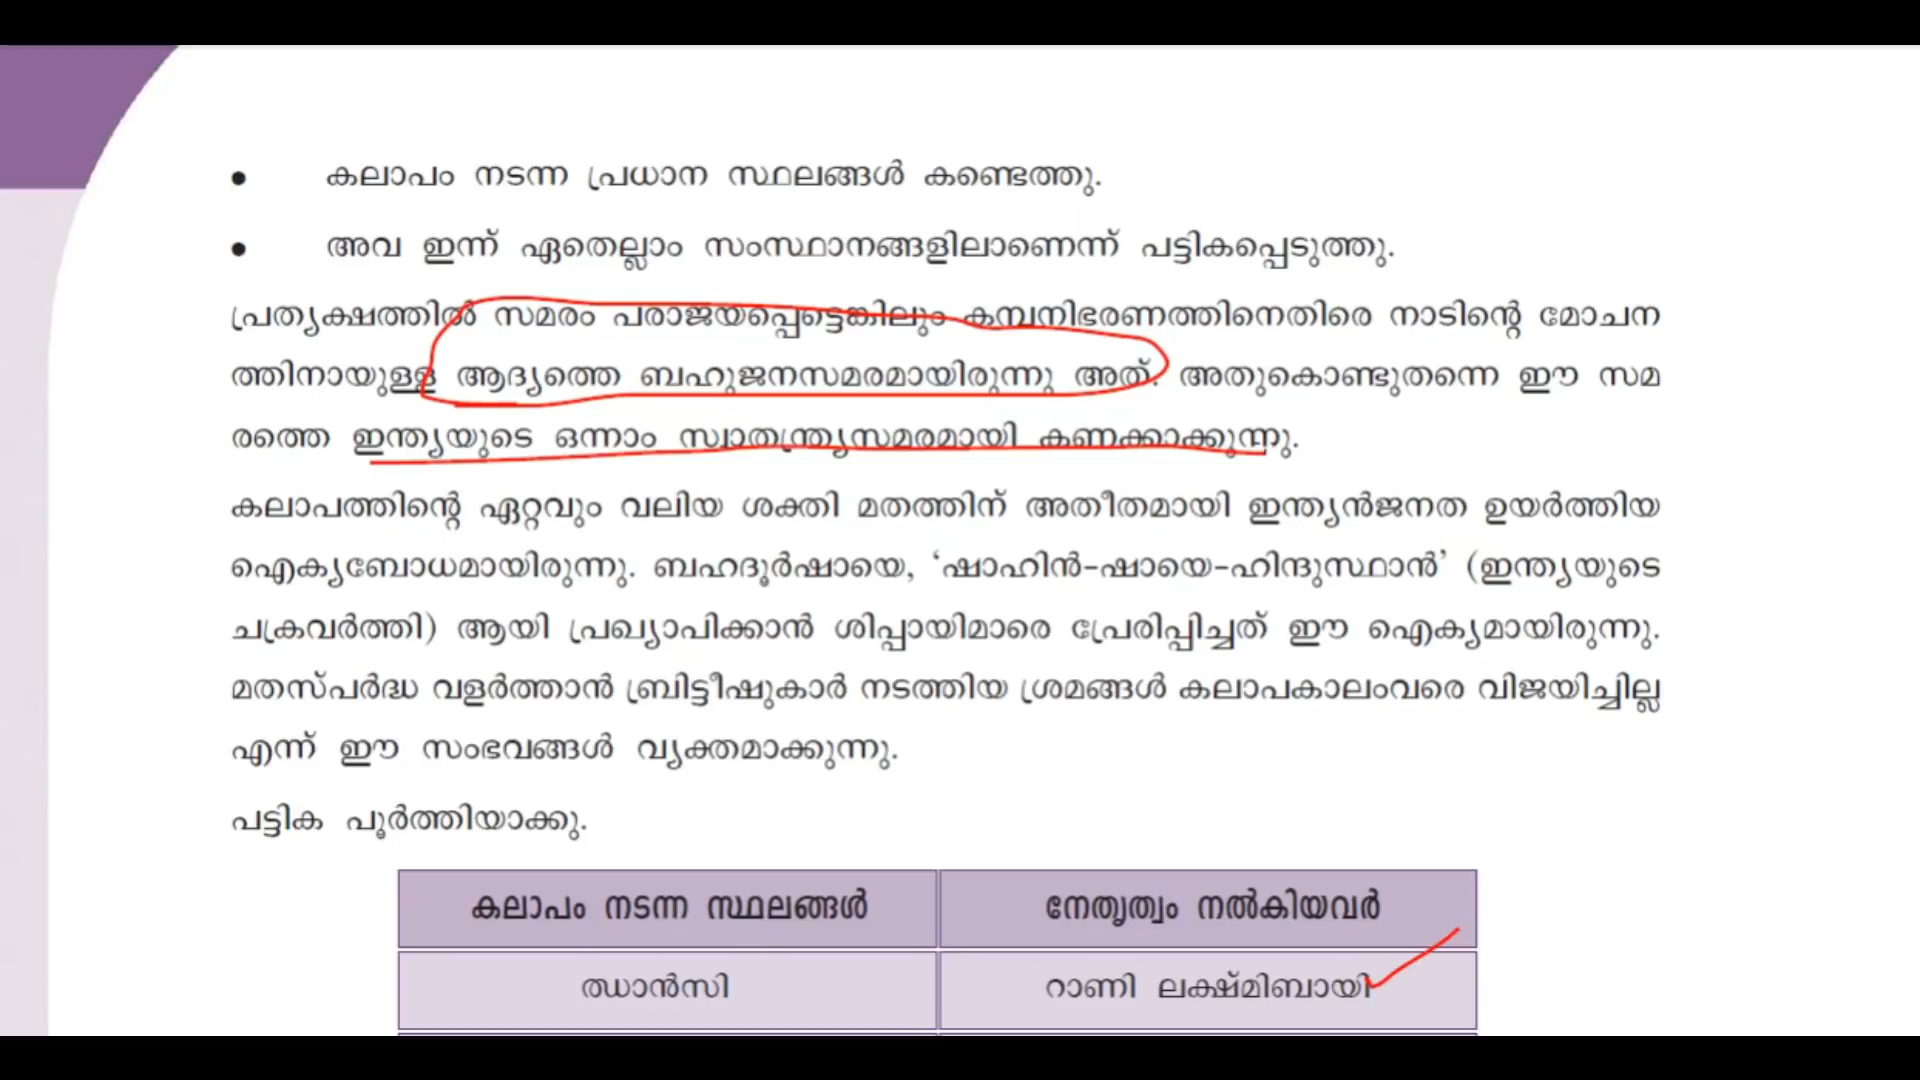 • കലാപം നടന്ന പ്രധാന സ്ഥലങ്ങൾ കണ്ടെത്തു.
• അവ ഇന്ന് ഏതെല്ലാം സംസ്ഥാനങ്ങളിലാണെന്ന് പട്ടികപ്പെടുത്തു.
പ്രത്യക്ഷത്തിൽ സമരം പരാജയപ്പെട്ടെങ്കിലും കമ്പനിഭരണത്തിനെതിരെ നാടിന്റെ മോചന
ത്തിനായുള്ള ആദ്യത്തെ ബഹുജനസമരമായിരുന്നു അത്. അതുകൊണ്ടുതന്നെ ഈ സമ
രത്തെ ഇന്ത്യയുടെ ഒന്നാം സ്വാതന്ത്ര്യസമരമായി കണക്കാക്കുന്നു.
കലാപത്തിന്റെ ഏറ്റവും വലിയ ശക്തി മതത്തിന് അതീതമായി ഇന്ത്യൻജനത ഉയർത്തിയ
ഐക്യബോധമായിരുന്നു. ബഹദൂർഷായെ, ‘ഷാഹിൻ-ഷായെ-ഹിന്ദുസ്ഥാൻ’ (ഇന്ത്യയുടെ
ചക്രവർത്തി) ആയി പ്രഖ്യാപിക്കാൻ ശിപ്പായിമാരെ പ്രേരിപ്പിച്ചത് ഈ ഐക്യമായിരുന്നു.
മതസ്പർദ്ധ വളർത്താൻ ബ്രിട്ടീഷുകാർ നടത്തിയ ശ്രമങ്ങൾ കലാപകാലംവരെ വിജയിച്ചില്ല
എന്ന് ഈ സംഭവങ്ങൾ വ്യക്തമാക്കുന്നു.
പട്ടിക പൂർത്തിയാക്കു.
കലാപം നടന്ന സ്ഥലങ്ങൾ നേതൃത്വം നൽകിയവർ
ഝാൻസി റാണി ലക്ഷ്മിബായി